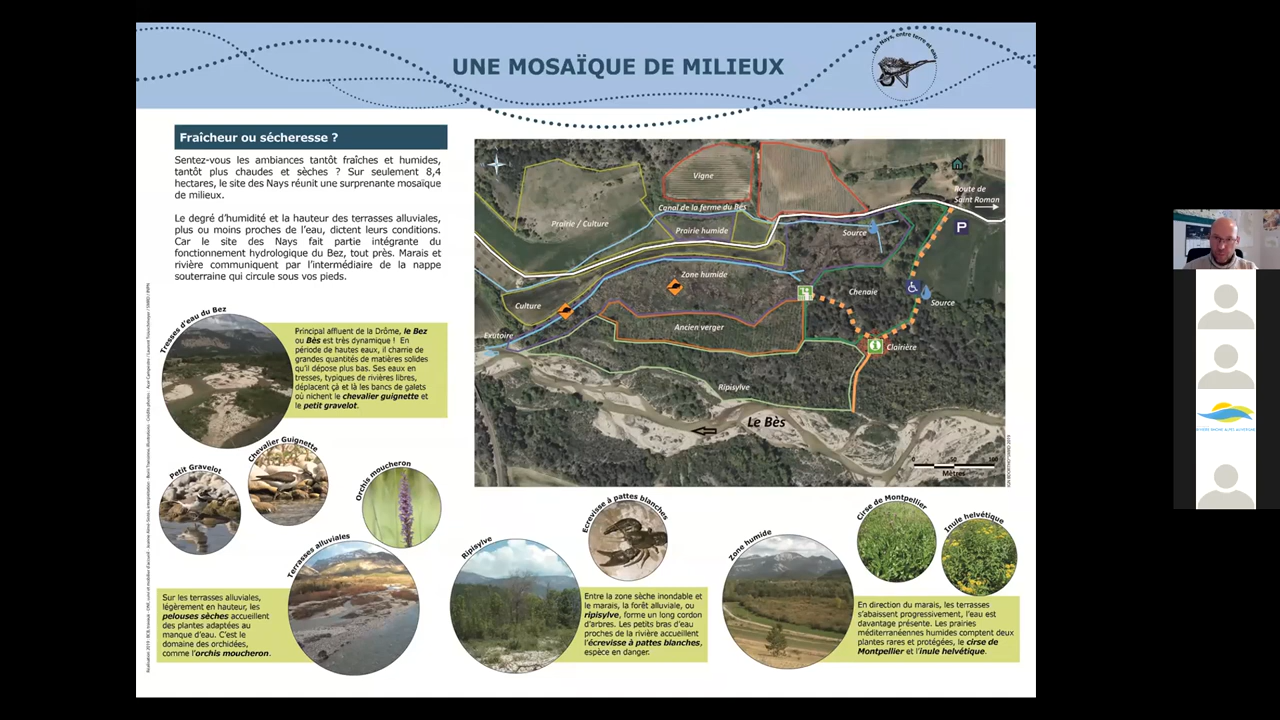 UNE MOSAÏQUE DE MILIEUX
Les Nays, entre terre et eau
Fraîcheur ou sécheresse ?
Sentez-vous les ambiances tantôt fraîches et humides,
tantôt plus chaudes et sèches ? Sur seulement 8,4
hectares, le site des Nays réunit une surprenante mosaïque
de milieux.
Le degré d'humidité et la hauteur des terrasses alluviales,
plus ou moins proches de l'eau, dictent leurs conditions.
Car le site des Nays fait partie intégrante du
fonctionnement hydrologique du Bez, tout près. Marais et
rivière communiquent par l'intermédiaire de la nappe
souterraine qui circule sous vos pieds.
Vigne
Canal de la ferme du Bès
Prairie / Culture
Prairie humide
Source
Route de
Saint Roman
P
Zone humide
Chenaie
Source
Culture
Ancien verger
Exutoire
Clairière
Ripisylve
Le Bès
0 50 100
Mètres
Tresses d'eau du Bez
Principal affluent de la Drôme, le Bez
ou Bès est très dynamique ! En
période de hautes eaux, il charrie de
grandes quantités de matières solides
qu'il dépose plus bas. Ses eaux en
tresses, typiques de rivières libres,
déplacent çà et là les bancs de galets
où nichent le chevalier guignette et
le petit gravelot.
Chevalier Guignette
Petit Gravelot
Orchis moucheron
Terrasses alluviales
Sur les terrasses alluviales,
légèrement en hauteur, les
pelouses sèches accueillent
des plantes adaptées au
manque d'eau. C'est le
domaine des orchidées,
comme l'orchis moucheron.
Ripisylve
Ecrevisse à pattes blanches
Entre la zone sèche inondable et
le marais, la forêt alluviale, ou
ripisylve, forme un long cordon
d'arbres. Les petits bras d'eau
proches de la rivière accueillent
l'écrevisse à pattes blanches,
espèce en danger.
Zone humide
Cirse de Montpellier
Inule helvétique
En direction du marais, les terrasses
s'abaissent progressivement, l'eau est
davantage présente. Les prairies
méditerranéennes humides comptent deux
plantes rares et protégées, le cirse de
Montpellier et l'inule helvétique.